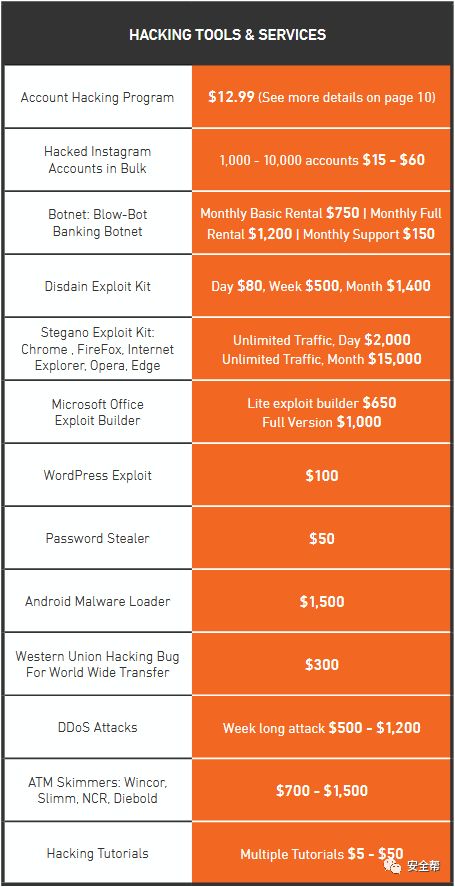 HACKING TOOLS & SERVICES
Account Hacking Program
$12.99 (See more details on page 10)
Hacked Instagram
Accounts in Bulk
1,000 - 10,000 accounts $15 - $60
Botnet: Blow-Bot
Banking Botnet
Monthly Basic Rental $750 | Monthly Full
Rental $1,200 | Monthly Support $150
Disdain Exploit Kit
Day $80, Week $500, Month $1,400
Stegano Exploit Kit:
Chrome , FireFox, Internet
Explorer, Opera, Edge
Unlimited Traffic, Day $2,000
Unlimited Traffic, Month $15,000
Microsoft Office
Exploit Builder
Lite exploit builder $650
Full Version $1,000
WordPress Exploit
$100
Password Stealer
$50
Android Malware Loader
$1,500
Western Union Hacking Bug
For World Wide Transfer
$300
DDoS Attacks
Week long attack $500 - $1,200
ATM Skimmers: Wincor,
Slimm, NCR, Diebold
$700 - $1,500
Hacking Tutorials
Multiple Tutorials $5 - $50
安全帮